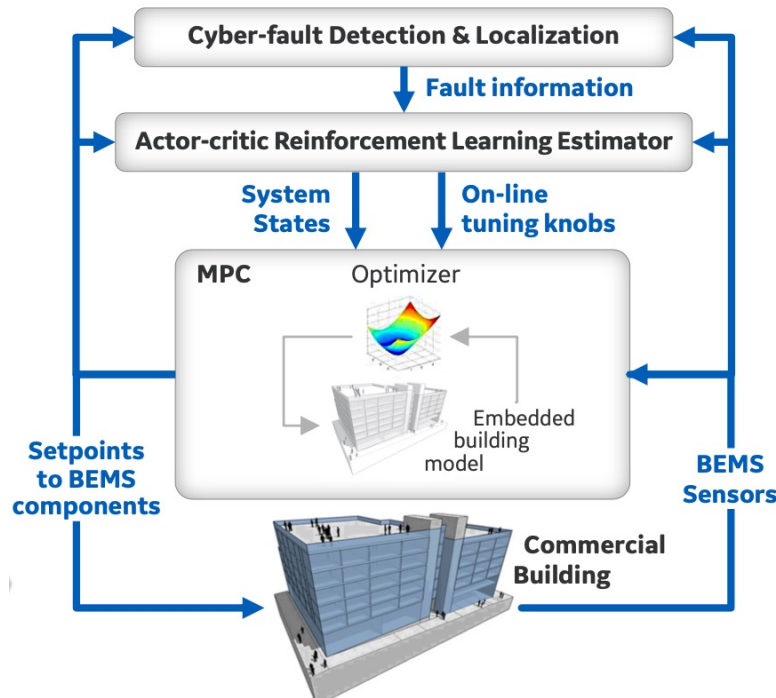 Cyber-fault Detection & Localization
Fault information
Actor-critic Reinforcement Learning Estimator
System
States
On-line
tuning knobs
MPC
Optimizer
Embedded
building
model
Setpoints
to BEMS
components
BEMS
Sensors
Commercial
Building